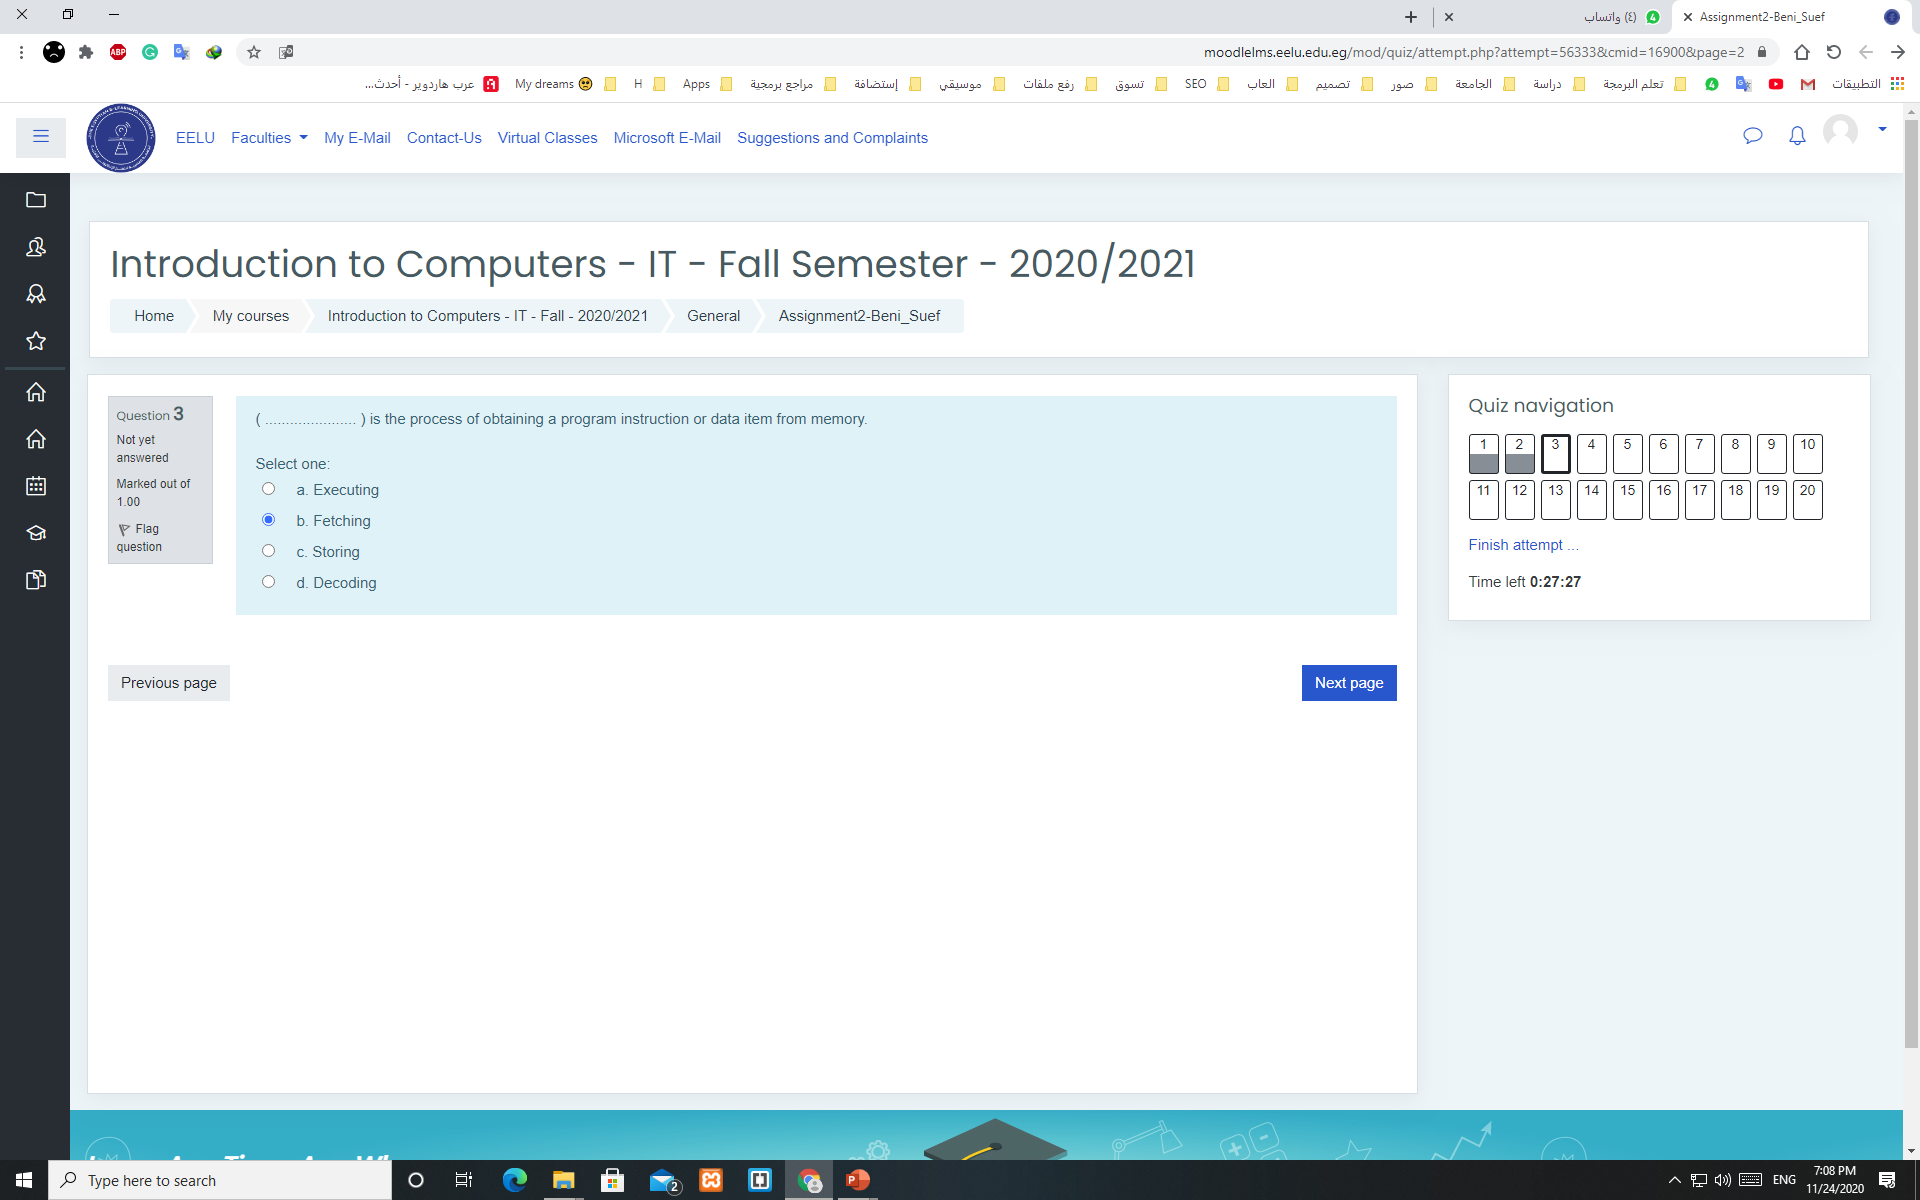 (٤) واتساب
Assignment2-Beni_Suef
moodlelms.eelu.edu.eg/mod/quiz/attempt.php?attempt=56333&cmid=16900&page=2
ABP
التطبيقات
تعلم البرمجة
دراسة
الجامعة
صور
تصميم
العاب
SEO
تسوق
رفع ملفات
موسيقي
إستضافة
مراجع برمجية
Apps
H
My dreams
عرب هاردوير - أحدث...
EELU Faculties My E-Mail Contact-Us Virtual Classes Microsoft E-Mail Suggestions and Complaints
Introduction to Computers - IT - Fall Semester - 2020/2021
Home My courses Introduction to Computers - IT - Fall - 2020/2021 General Assignment2-Beni_Suef
Question 3
Not yet
answered
Marked out of
1.00
Flag
question
( ...................... ) is the process of obtaining a program instruction or data item from memory.
Select one:
a. Executing
b. Fetching
c. Storing
d. Decoding
Previous page
Next page
Quiz navigation
1 2 3 4 5 6 7 8 9 10
11 12 13 14 15 16 17 18 19 20
Finish attempt ...
Time left 0:27:27
Type here to search
2
ENG
7:08 PM
11/24/2020